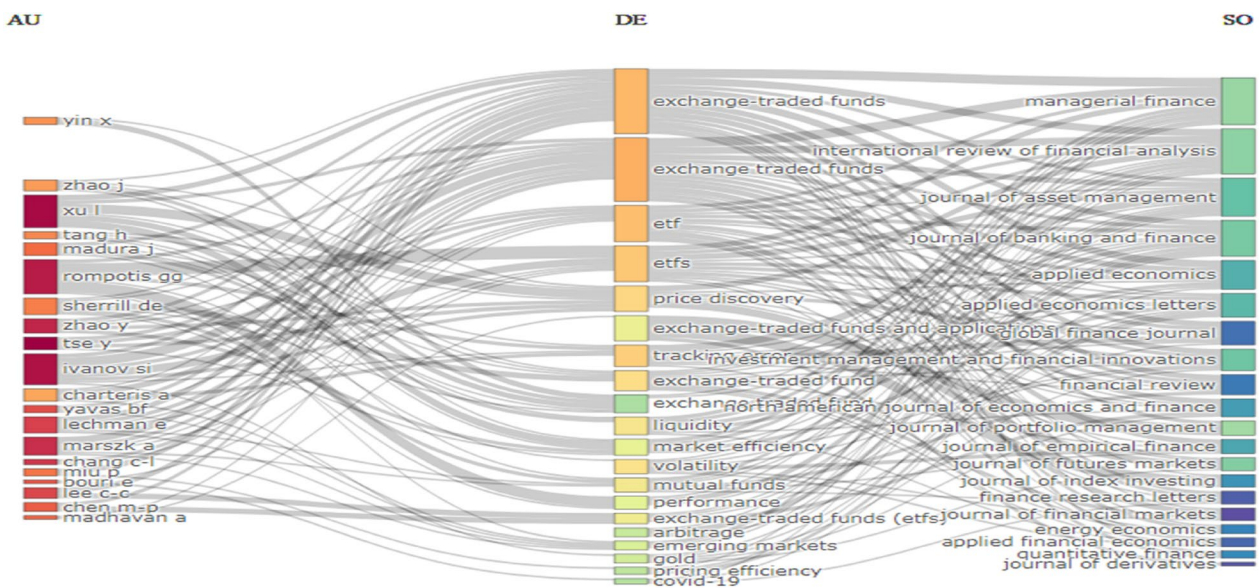 AU
DE
SO
yin x
zhao j
xu l
tang h
madura j
rompotis gg
sherrill de
zhao y
tse y
ivanov si
charteris a
yavas bf
lechman e
marszk a
chang c-l
miu p
bouri e
lee c-c
chen m-p
madhavan a
exchange-traded funds
exchange traded funds
etf
etfs
price discovery
exchange-traded funds and applications
tracking
exchange-traded fund
exchange traded fund
liquidity
market efficiency
volatility
mutual funds
performance
exchange-traded funds (etfs)
arbitrage
emerging markets
gold
pricing efficiency
covid-19
managerial finance
international review of financial analysis
journal of asset management
journal of banking and finance
applied economics
applied economics letters
global finance journal
investment management and financial innovations
financial review
north american journal of economics and finance
journal of portfolio management
journal of empirical finance
journal of futures markets
journal of index investing
finance research letters
journal of financial markets
energy economics
applied financial economics
quantitative finance
journal of derivatives